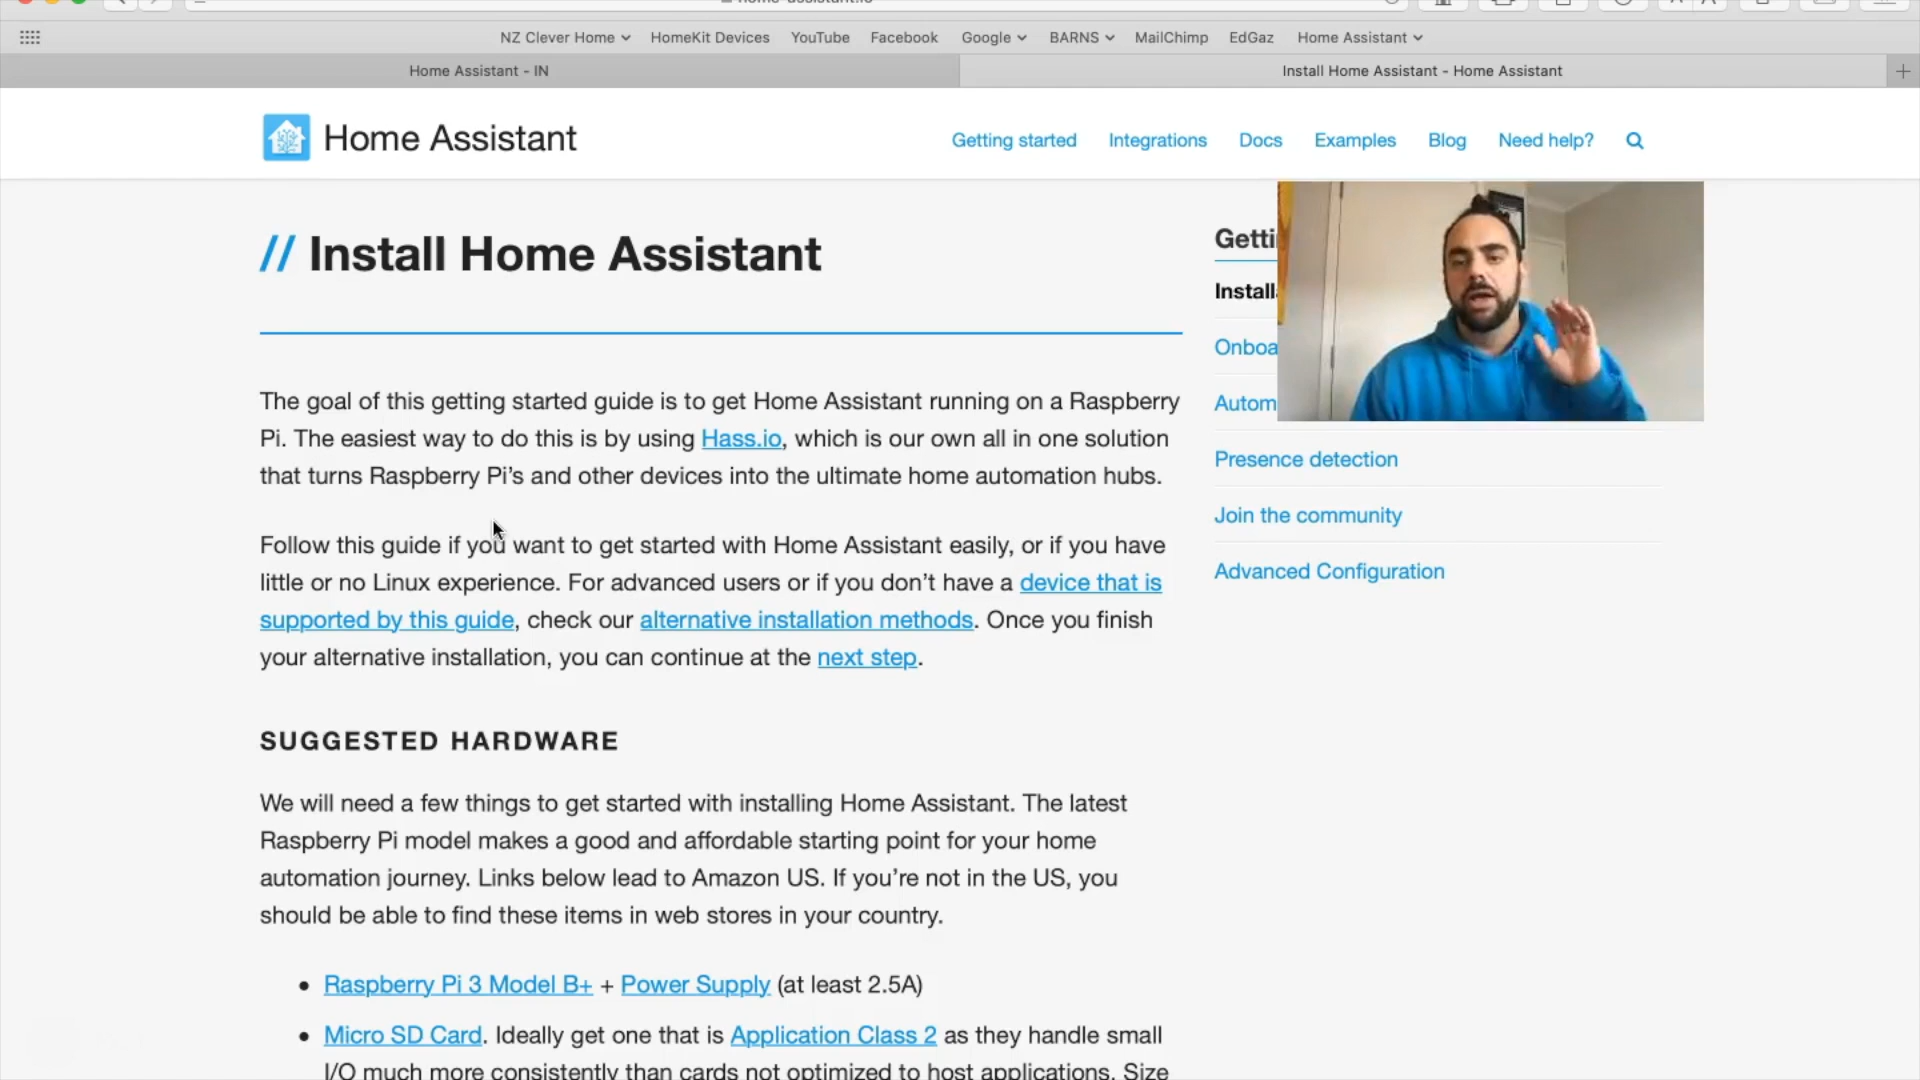 NZ Clever Home HomeKit Devices YouTube Facebook Google BARNS MailChimp EdGaz Home Assistant
Home Assistant - IN
Install Home Assistant - Home Assistant
Home Assistant
Getting started Integrations Docs Examples Blog Need help?
// Install Home Assistant
The goal of this getting started guide is to get Home Assistant running on a Raspberry
Pi. The easiest way to do this is by using Hass.io, which is our own all in one solution
that turns Raspberry Pi’s and other devices into the ultimate home automation hubs.
Follow this guide if you want to get started with Home Assistant easily, or if you have
little or no Linux experience. For advanced users or if you don’t have a device that is
supported by this guide, check our alternative installation methods. Once you finish
your alternative installation, you can continue at the next step.
SUGGESTED HARDWARE
We will need a few things to get started with installing Home Assistant. The latest
Raspberry Pi model makes a good and affordable starting point for your home
automation journey. Links below lead to Amazon US. If you’re not in the US, you
should be able to find these items in web stores in your country.
• Raspberry Pi 3 Model B+ + Power Supply (at least 2.5A)
• Micro SD Card. Ideally get one that is Application Class 2 as they handle small
I/O much more consistently than cards not optimized to host applications. Size
Getti
Install
Onboa
Autom
Presence detection
Join the community
Advanced Configuration